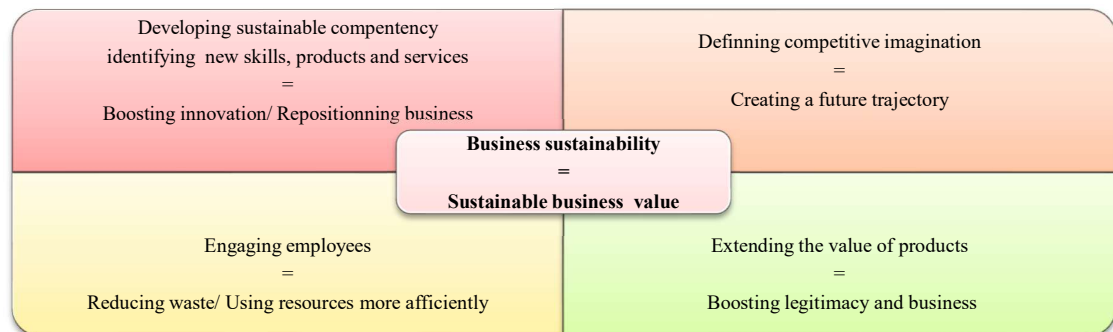 Developing sustainable compentency
identifying new skills, products and services
=
Boosting innovation/ Repositionning business
Definning competitive imagination
=
Creating a future trajectory
Business sustainability
=
Sustainable business value
Engaging employees
=
Reducing waste/ Using resources more afficiently
Extending the value of products
=
Boosting legitimacy and business